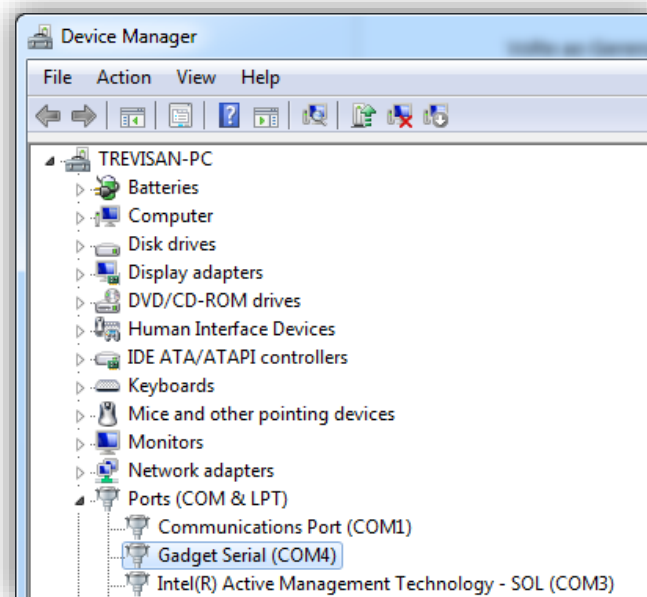 Device Manager
File Action View Help
TREVISAN-PC
Batteries
Computer
Disk drives
Display adapters
DVD/CD-ROM drives
Human Interface Devices
IDE ATA/ATAPI controllers
Keyboards
Mice and other pointing devices
Monitors
Network adapters
Ports (COM & LPT)
Communications Port (COM1)
Gadget Serial (COM4)
Intel(R) Active Management Technology - SOL (COM3)